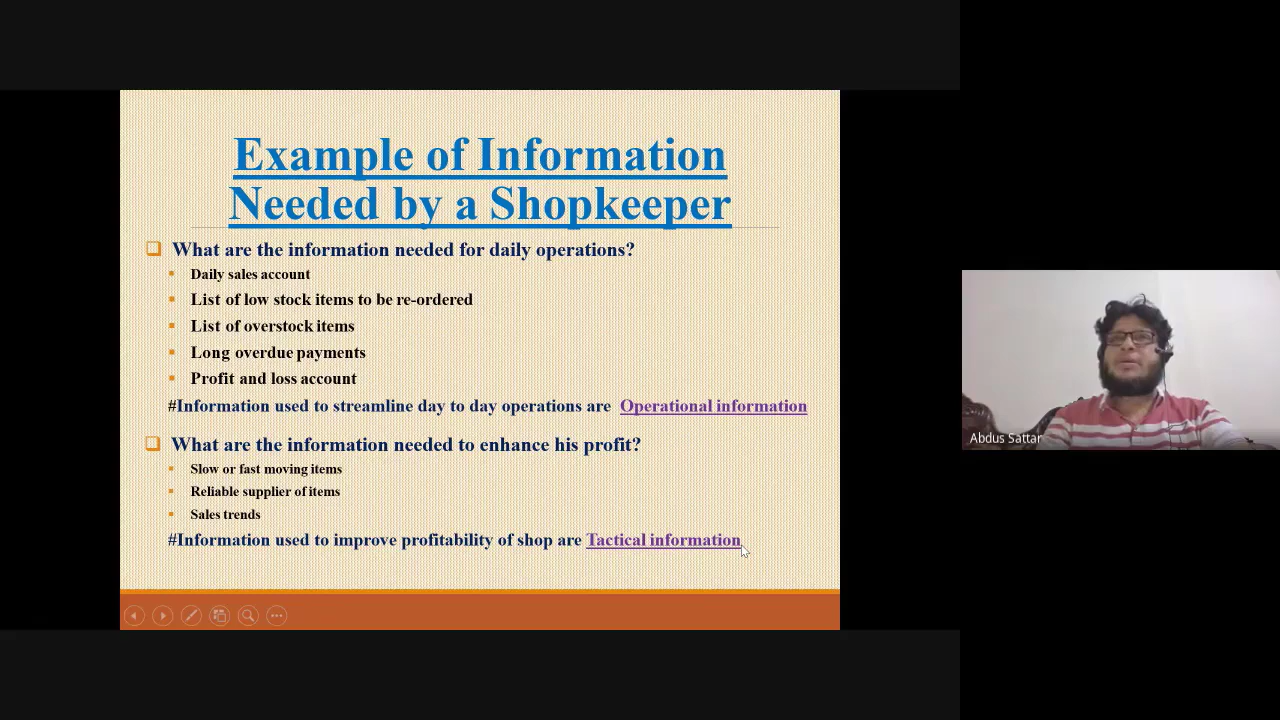 Example of Information
Needed by a Shopkeeper
What are the information needed for daily operations?
Daily sales account
List of low stock items to be re-ordered
List of overstock items
Long overdue payments
Profit and loss account
#Information used to streamline day to day operations are Operational information
What are the information needed to enhance his profit?
Slow or fast moving items
Reliable supplier of items
Sales trends
#Information used to improve profitability of shop are Tactical information
Abdus Sattar